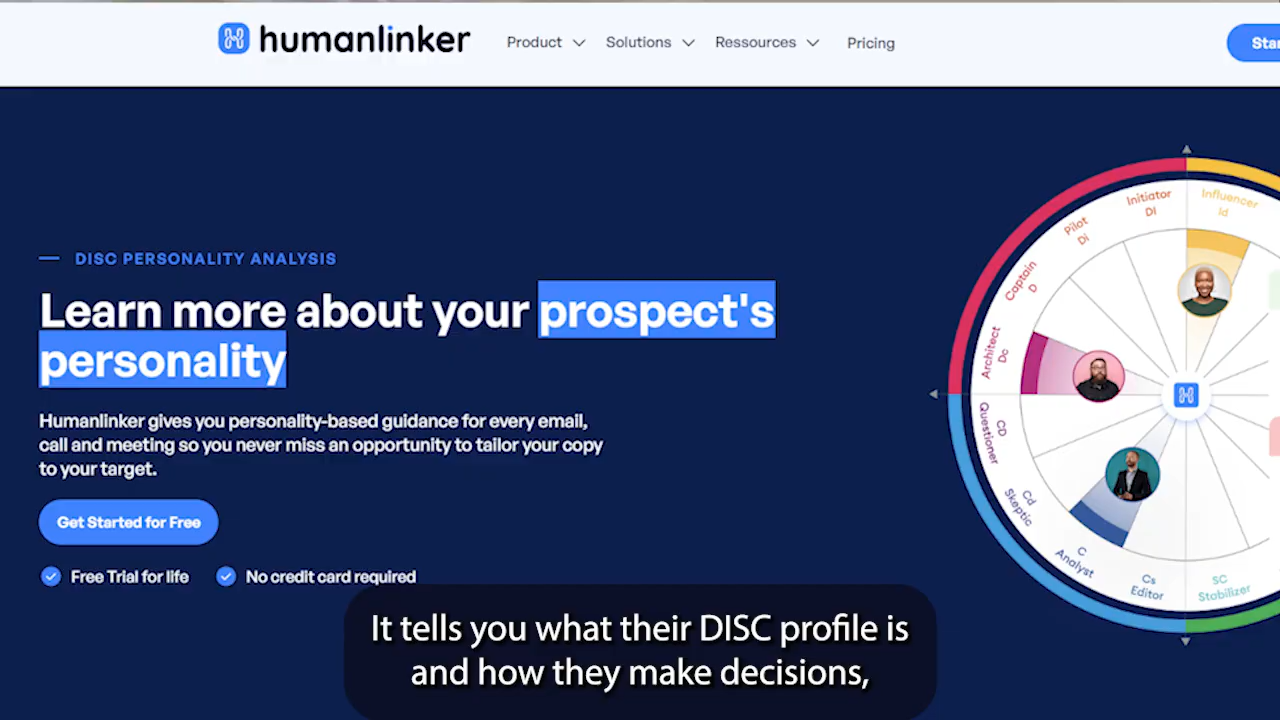 humanlinker
Product
Solutions
Ressources
Pricing
Star
DISC PERSONALITY ANALYSIS
Learn more about your prospect's
personality
Humanlinker gives you personality-based guidance for every email,
call and meeting so you never miss an opportunity to tailor your copy
to your target.
Get Started for Free
Free Trial for life
No credit card required
Initiator
DI
Influencer
Id
Pilot
Di
Captain
D
Architect
Dc
Questioner
CD
Cd
Skeptic
C
Analyst
Cs
Editor
SC
Stabilizer
It tells you what their DISC profile is
and how they make decisions,